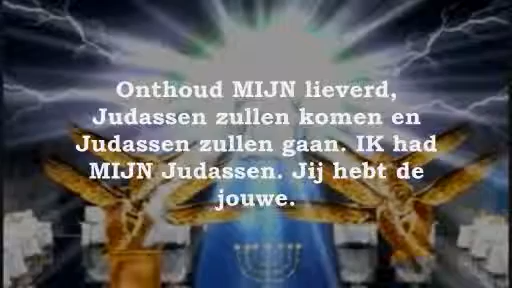 Onthoud MIJN lieverd,
Judassen zullen komen en
Judassen zullen gaan. IK had
MIJN Judassen. Jij hebt de
jouwe.